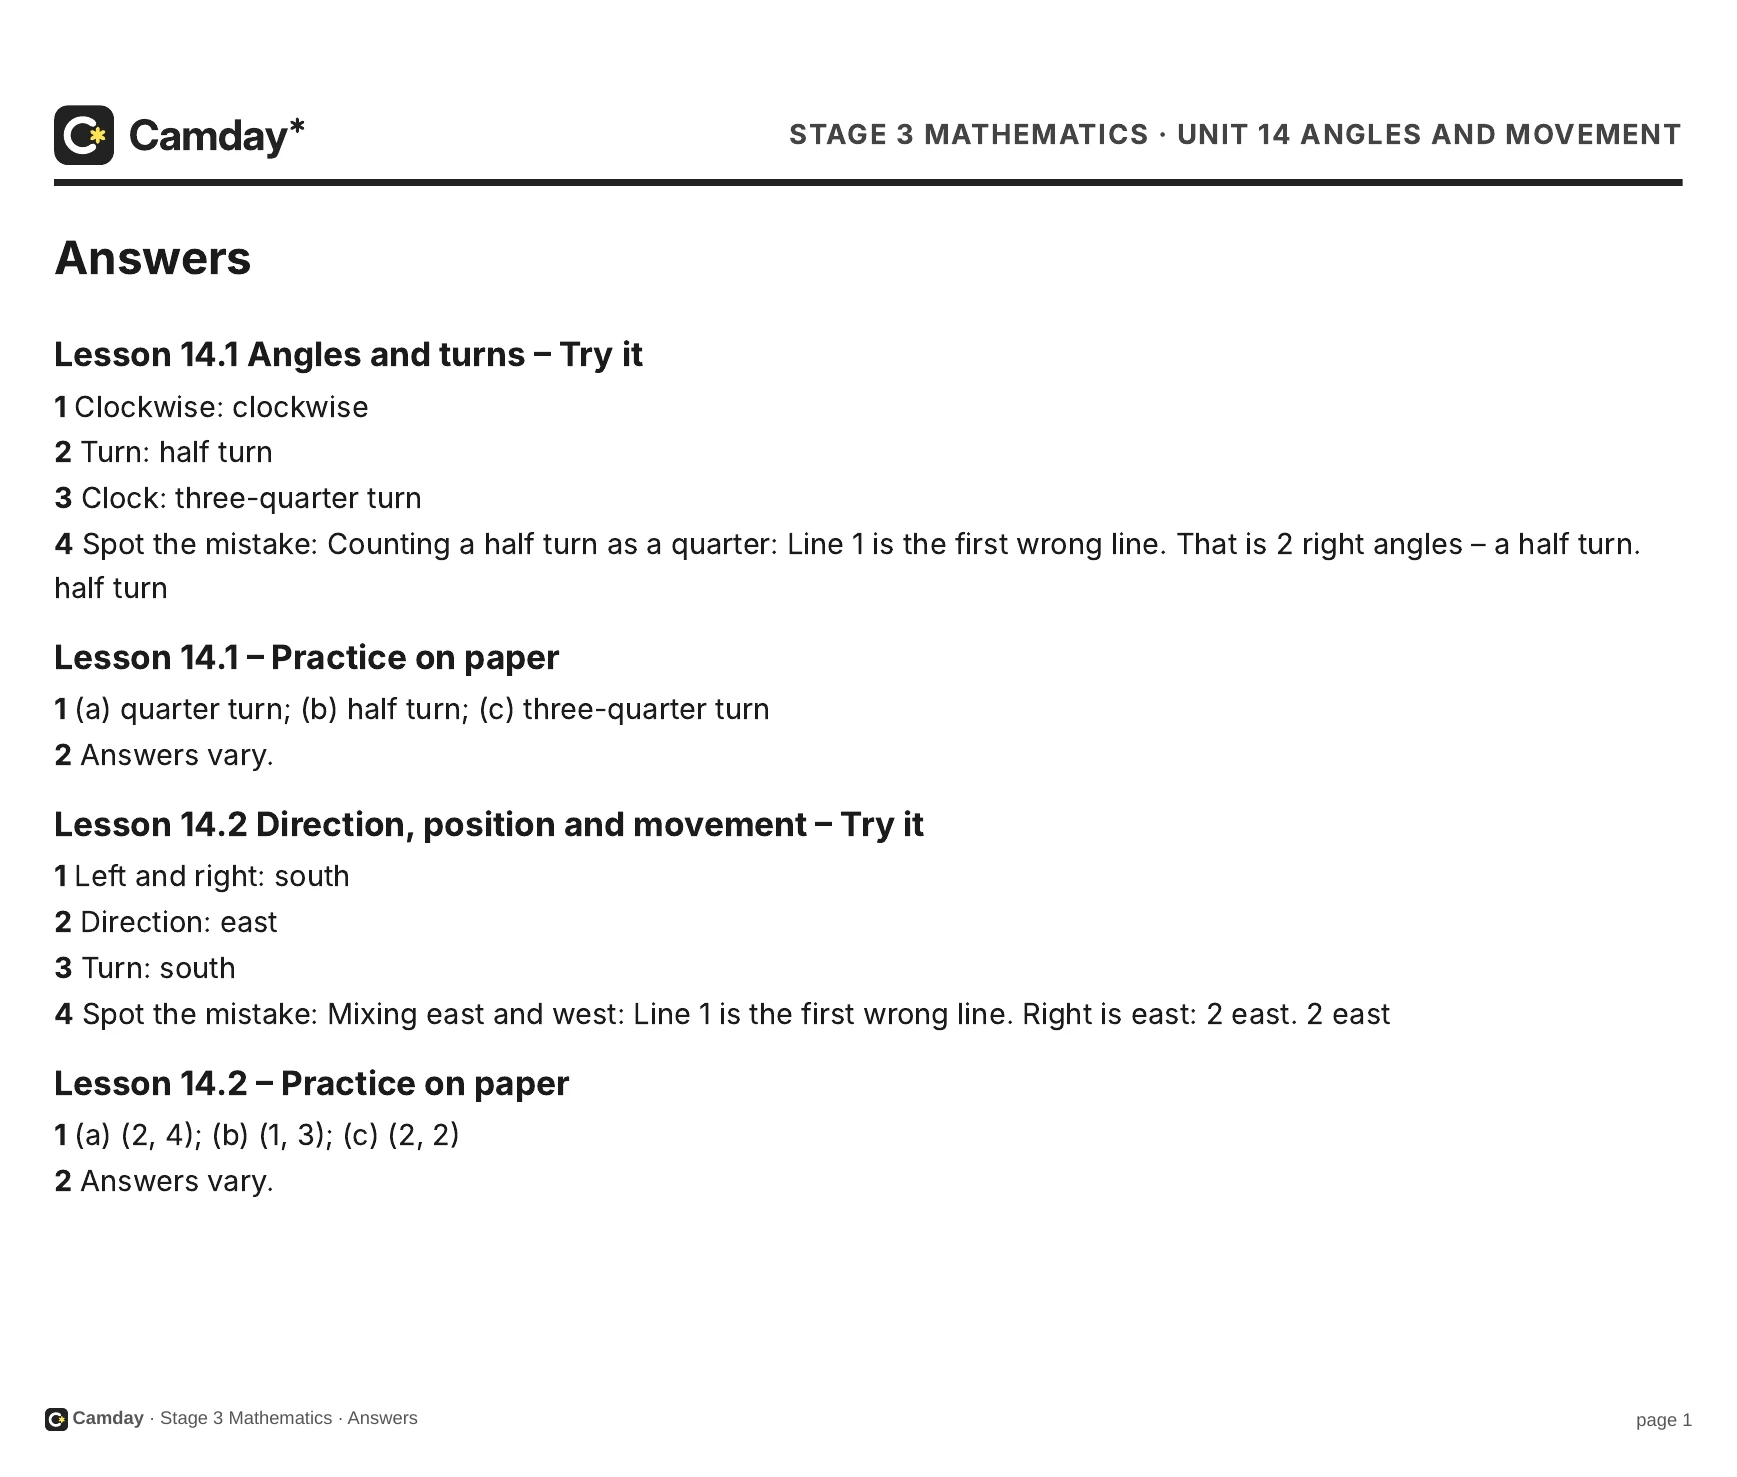 Camday*
STAGE 3 MATHEMATICS · UNIT 14 ANGLES AND MOVEMENT
Answers
Lesson 14.1 Angles and turns – Try it
1 Clockwise: clockwise
2 Turn: half turn
3 Clock: three-quarter turn
4 Spot the mistake: Counting a half turn as a quarter: Line 1 is the first wrong line. That is 2 right angles – a half turn.
half turn
Lesson 14.1 – Practice on paper
1 (a) quarter turn; (b) half turn; (c) three-quarter turn
2 Answers vary.
Lesson 14.2 Direction, position and movement – Try it
1 Left and right: south
2 Direction: east
3 Turn: south
4 Spot the mistake: Mixing east and west: Line 1 is the first wrong line. Right is east: 2 east. 2 east
Lesson 14.2 – Practice on paper
1 (a) (2, 4); (b) (1, 3); (c) (2, 2)
2 Answers vary.
Camday · Stage 3 Mathematics · Answers
page 1